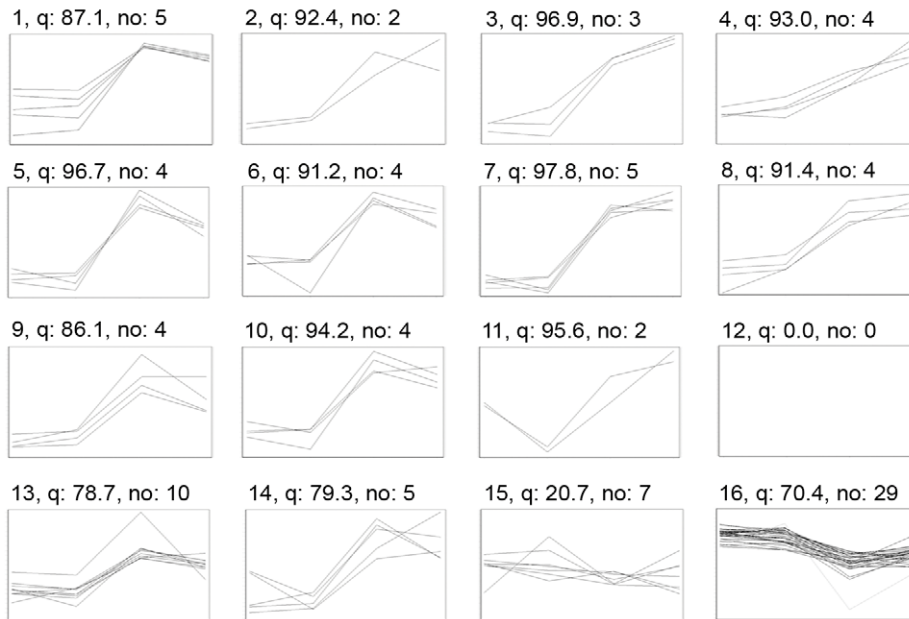 1, q: 87.1, no: 5
2, q: 92.4, no: 2
3, q: 96.9, no: 3
4, q: 93.0, no: 4
5, q: 96.7, no: 4
6, q: 91.2, no: 4
7, q: 97.8, no: 5
8, q: 91.4, no: 4
9, q: 86.1, no: 4
10, q: 94.2, no: 4
11, q: 95.6, no: 2
12, q: 0.0, no: 0
13, q: 78.7, no: 10
14, q: 79.3, no: 5
15, q: 20.7, no: 7
16, q: 70.4, no: 29